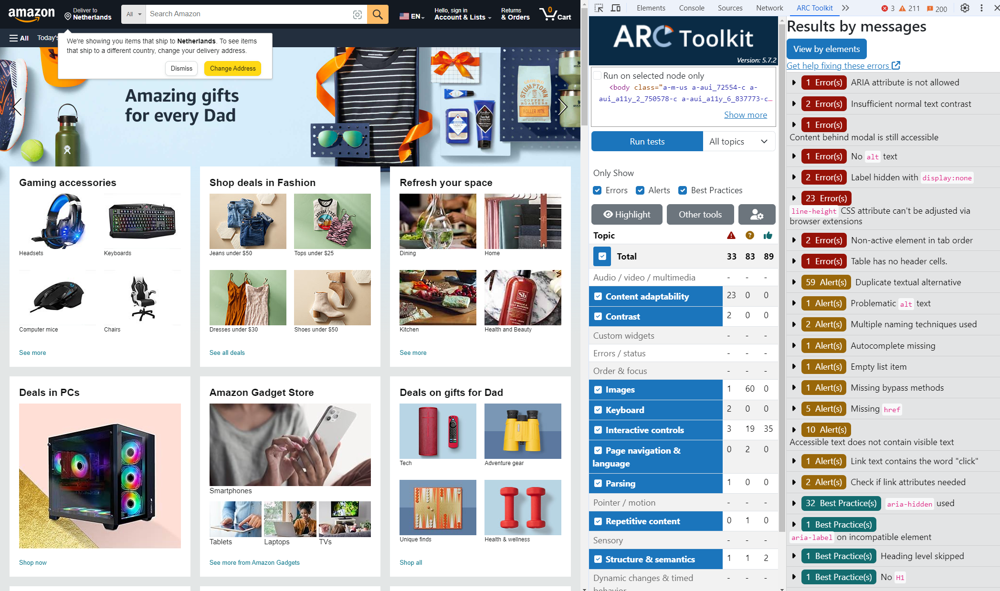 amazon
Deliver to
Netherlands
All
Search Amazon
EN
Hello, sign in
Account & Lists
Returns
& Orders
0
Cart
All
Today's
We're showing you items that ship to Netherlands. To see items
that ship to a different country, change your delivery address.
Dismiss
Change Address
Amazing gifts
for every Dad
STUMPTOWN
COFFEE
ROASTERS
HOLLER MTN.
Gaming accessories
Headsets
Keyboards
Computer mice
Chairs
See more
Shop deals in Fashion
JOSHUA TREE
Jeans under $50
Tops under $25
Dresses under $30
Shoes under $50
See all deals
Refresh your space
Dining
Home
Sb
Kitchen
Health and Beauty
See more
Deals in PCs
Shop now
Amazon Gadget Store
Smartphones
Tablets
Laptops
TVs
See more from Amazon Gadgets
Deals on gifts for Dad
Tech
Adventure gear
Unique finds
Health & wellness
Shop all
Elements
Console
Sources
Network
ARC Toolkit
3
211
200
ARC Toolkit
Version: 5.7.2
Run on selected node only
<body class="a-m-us a-aui_72554-c a-
aui_a11y_2_750578-c a-aui_a11y_6_837773-c…
Show more
Run tests
All topics
Only Show
Errors
Alerts
Best Practices
Highlight
Other tools
Topic
Total 33 83 89
Audio / video / multimedia - - -
Content adaptability 23 0 0
Contrast 2 0 0
Custom widgets - - -
Errors / status - - -
Order & focus - - -
Images 1 60 0
Keyboard 2 0 0
Interactive controls 3 19 35
Page navigation & 0 2 0
language
Parsing 1 0 0
Pointer / motion - - -
Repetitive content 0 1 0
Sensory - - -
Structure & semantics 1 1 2
Dynamic changes & timed - - -
behavior
Results by messages
View by elements
Get help fixing these errors
1 Error(s) ARIA attribute is not allowed
2 Error(s) Insufficient normal text contrast
1 Error(s)
Content behind modal is still accessible
1 Error(s) No alt text
2 Error(s) Label hidden with display:none
23 Error(s)
line-height CSS attribute can't be adjusted via
browser extensions
2 Error(s) Non-active element in tab order
1 Error(s) Table has no header cells.
59 Alert(s) Duplicate textual alternative
1 Alert(s) Problematic alt text
2 Alert(s) Multiple naming techniques used
1 Alert(s) Autocomplete missing
1 Alert(s) Empty list item
1 Alert(s) Missing bypass methods
5 Alert(s) Missing href
10 Alert(s)
Accessible text does not contain visible text
1 Alert(s) Link text contains the word "click"
2 Alert(s) Check if link attributes needed
32 Best Practice(s) aria-hidden used
1 Best Practice(s)
aria-label on incompatible element
1 Best Practice(s) Heading level skipped
1 Best Practice(s) No H1